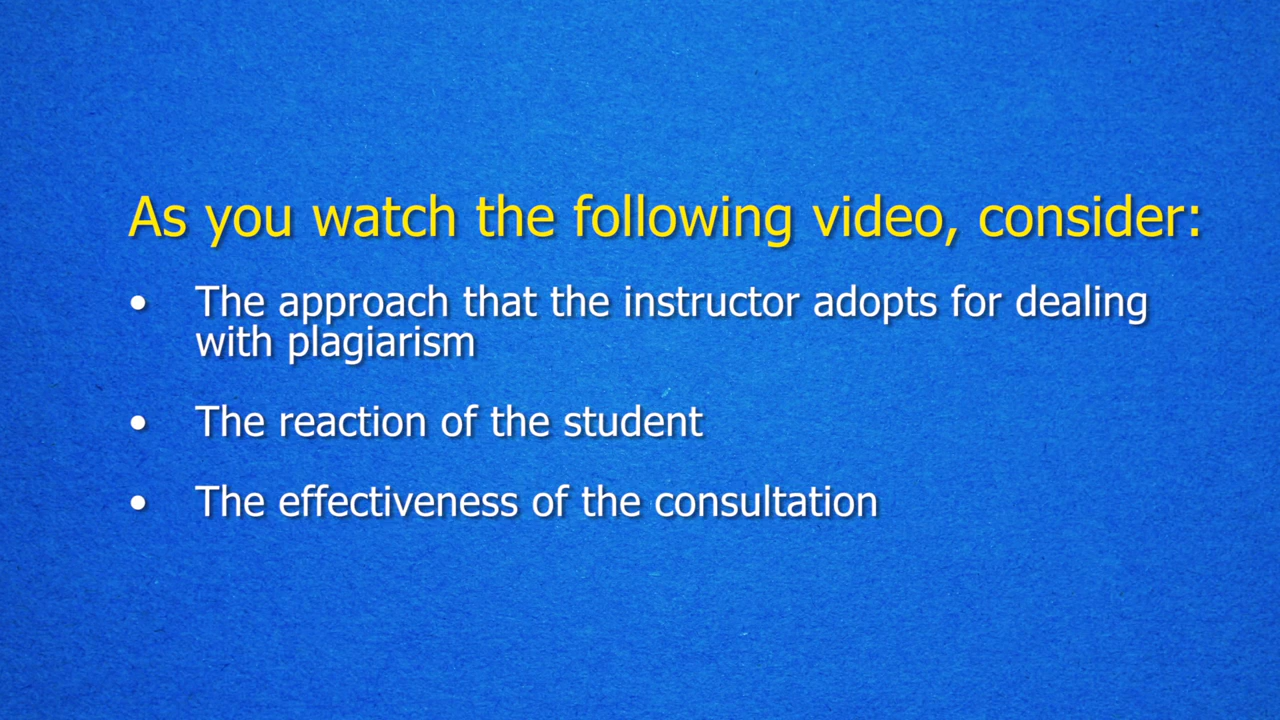 As you watch the following video, consider:
• The approach that the instructor adopts for dealing
with plagiarism
• The reaction of the student
• The effectiveness of the consultation